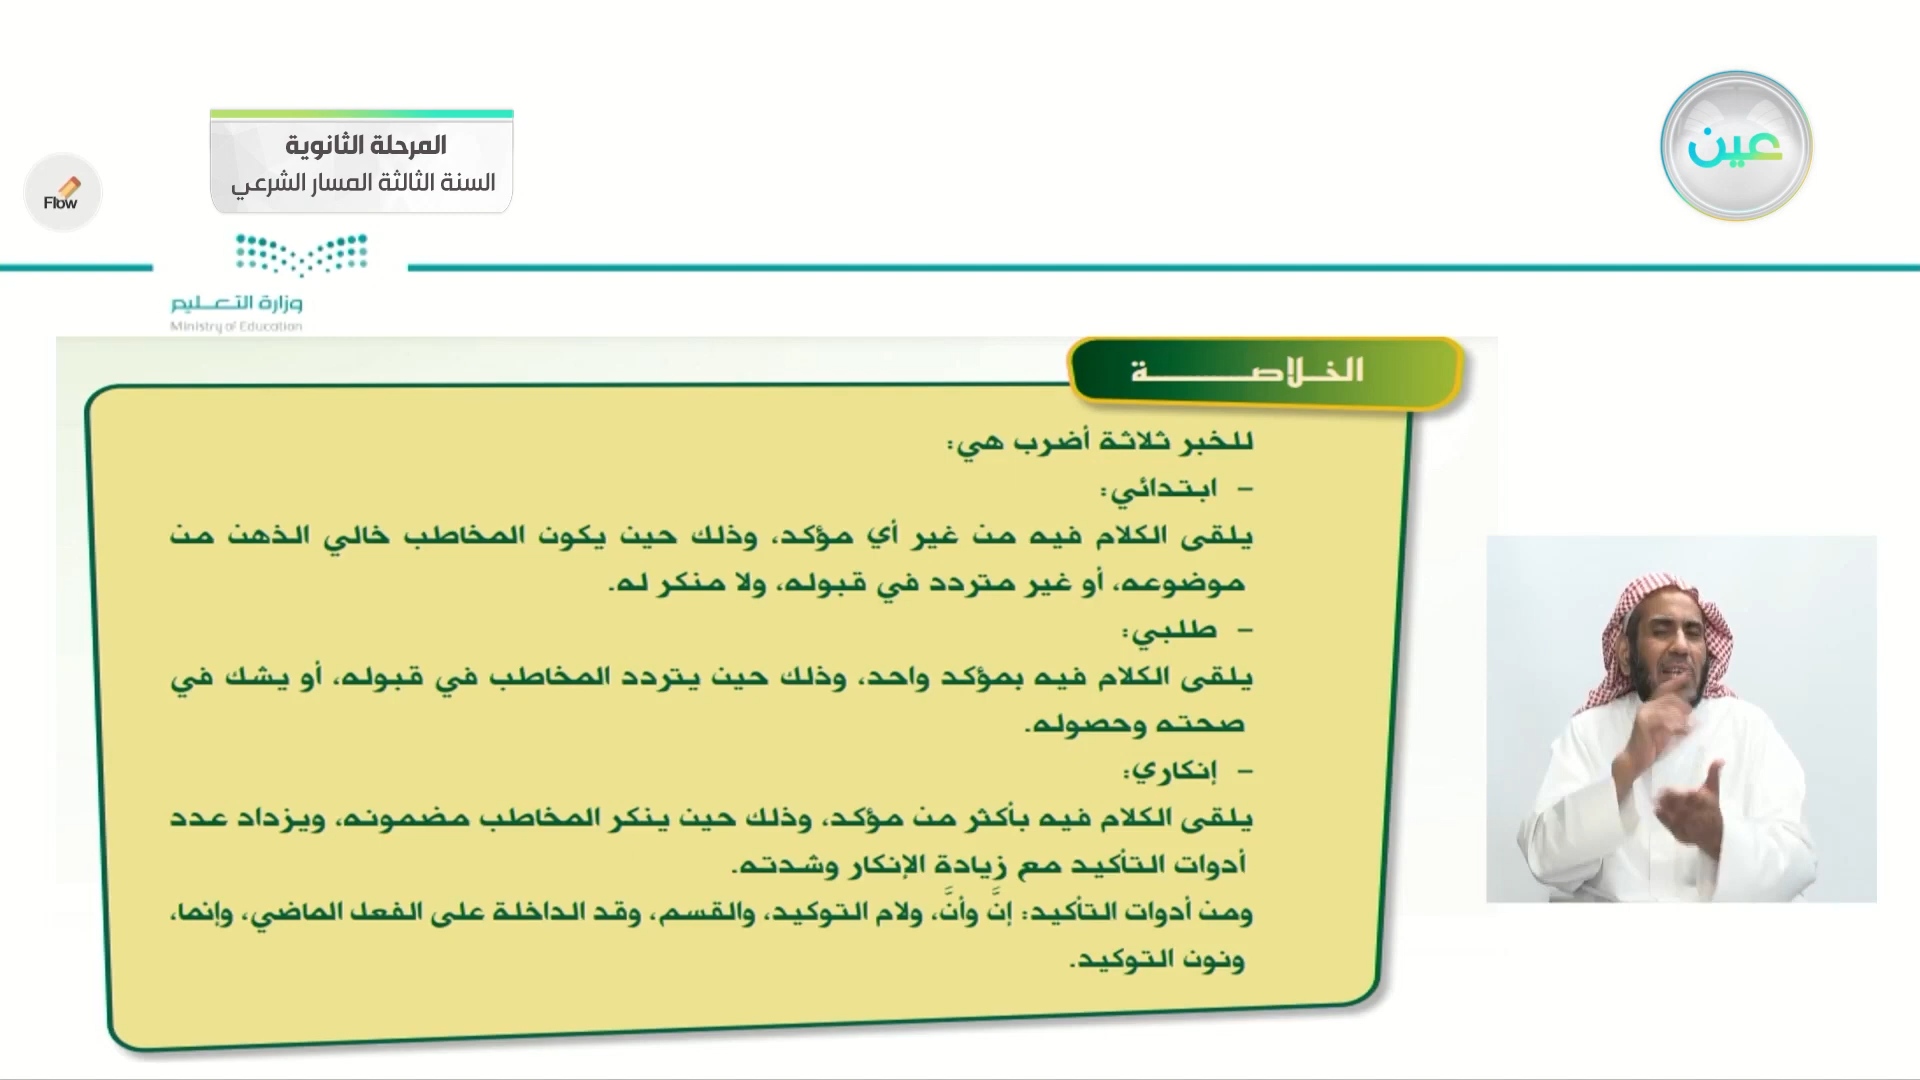 المرحلة الثانوية
السنة الثالثة المسار الشرعي
عين
Flow
وزارة التعليم
Ministry of Education
الخلاصة
للخبر ثلاثة أضرب هي:
- ابتدائي:
يلقى الكلام فيه من غير أي مؤكد، وذلك حين يكون المخاطب خالي الذهن من
موضوعه، أو غير متردد في قبوله، ولا منكر له.
- طلبي:
يلقى الكلام فيه بمؤكد واحد، وذلك حين يتردد المخاطب في قبوله، أو يشك في
صحته وحصوله.
- إنكاري:
يلقى الكلام فيه بأكثر من مؤكد، وذلك حين ينكر المخاطب مضمونه، ويزداد عدد
أدوات التأكيد مع زيادة الإنكار وشدته.
ومن أدوات التأكيد: إنَّ وأنَّ، ولام التوكيد، والقسم، وقد الداخلة على الفعل الماضي، وإنما،
ونون التوكيد.